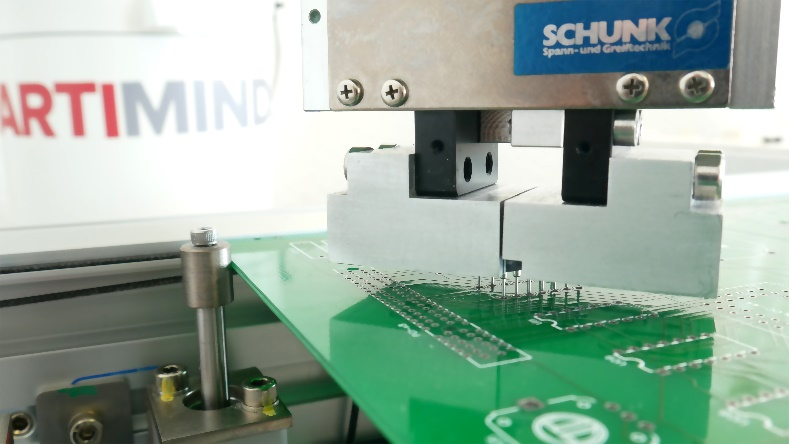 ARTIMIND
SCHUNK
Spann- und Greiftechnik